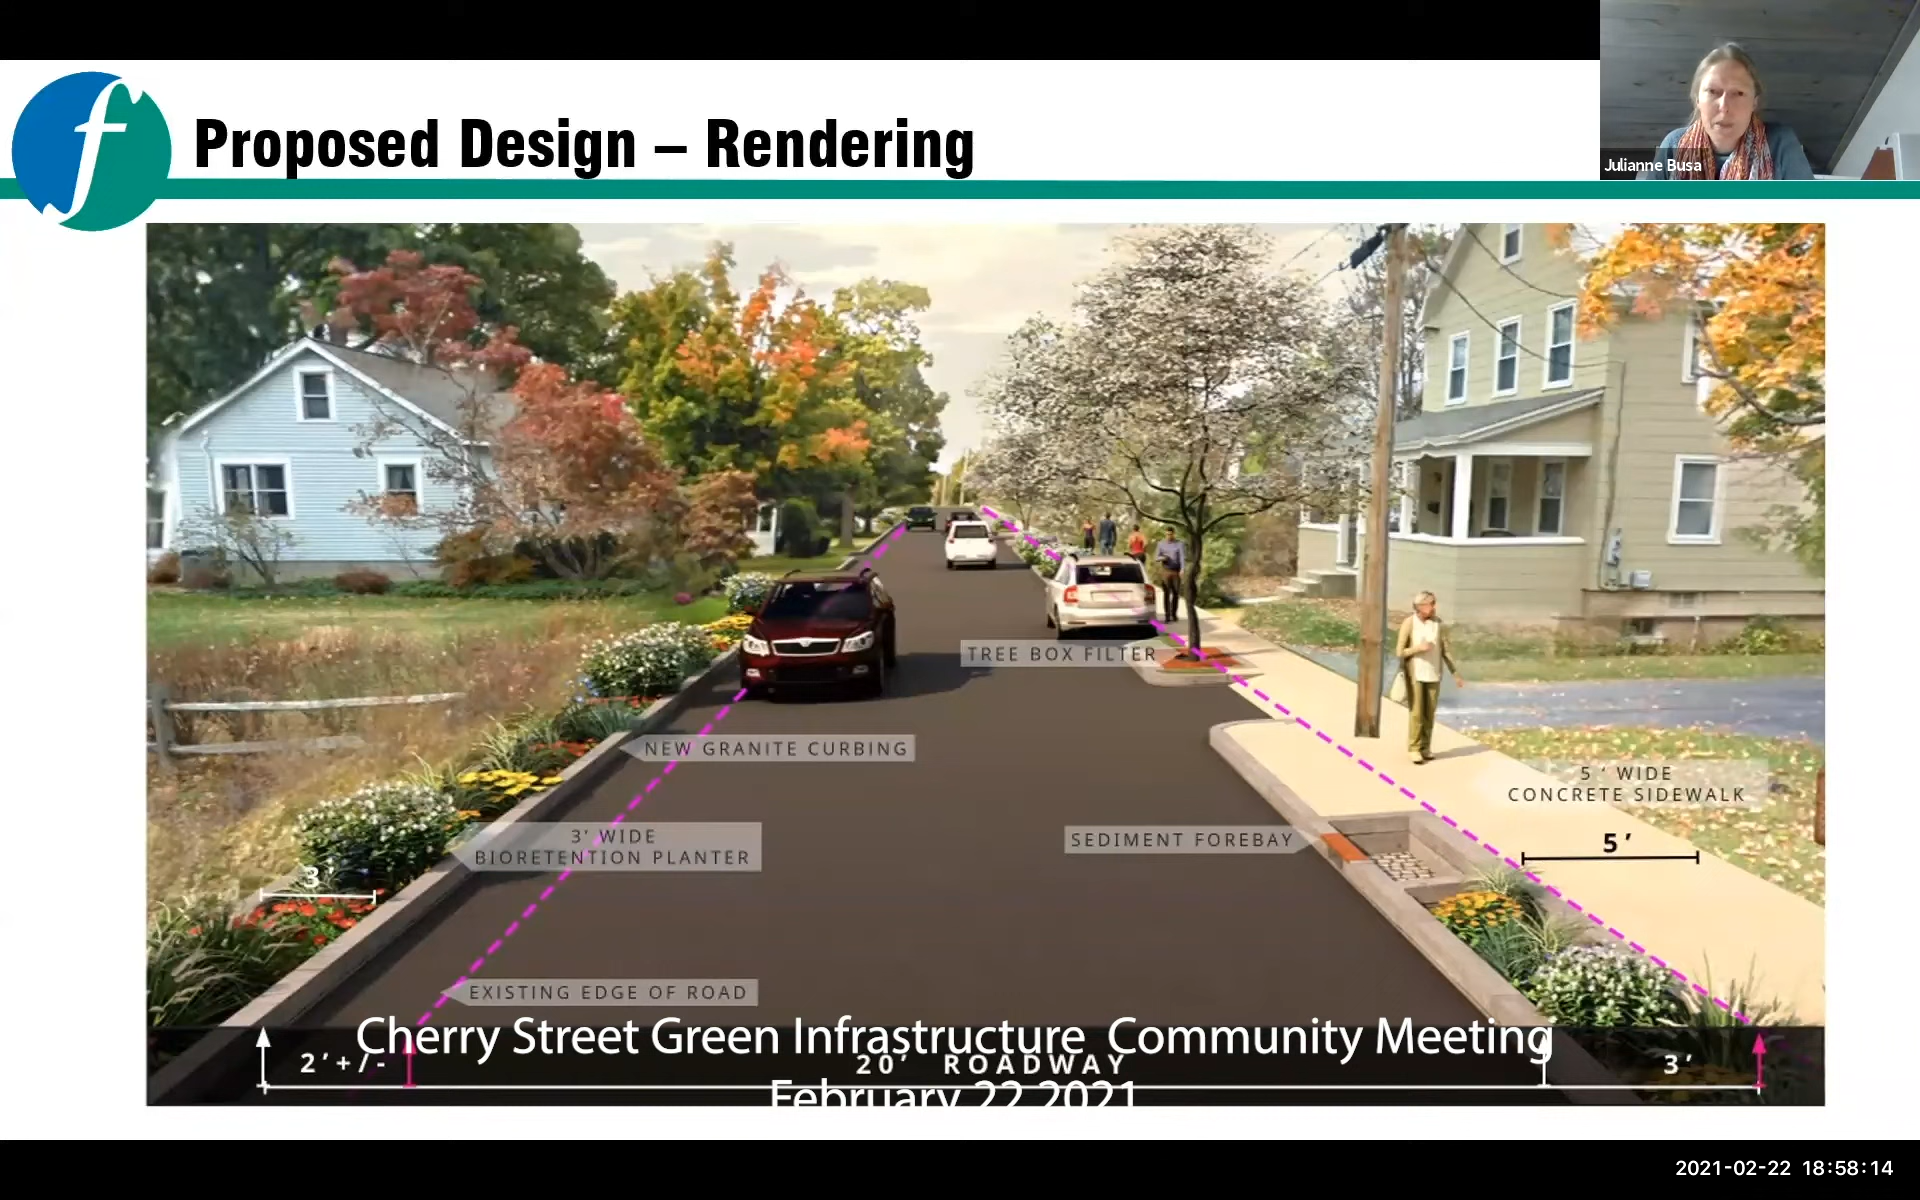 Julianne Busa
f
Proposed Design – Rendering
TREE BOX FILTER
NEW GRANITE CURBING
5 ' WIDE
CONCRETE SIDEWALK
3' WIDE
BIORETENTION PLANTER
SEDIMENT FOREBAY
5'
3'
EXISTING EDGE OF ROAD
Cherry Street Green Infrastructure Community Meeting
2'+/-
20' ROADWAY
3'
February 22 2021
2021-02-22 18:58:14